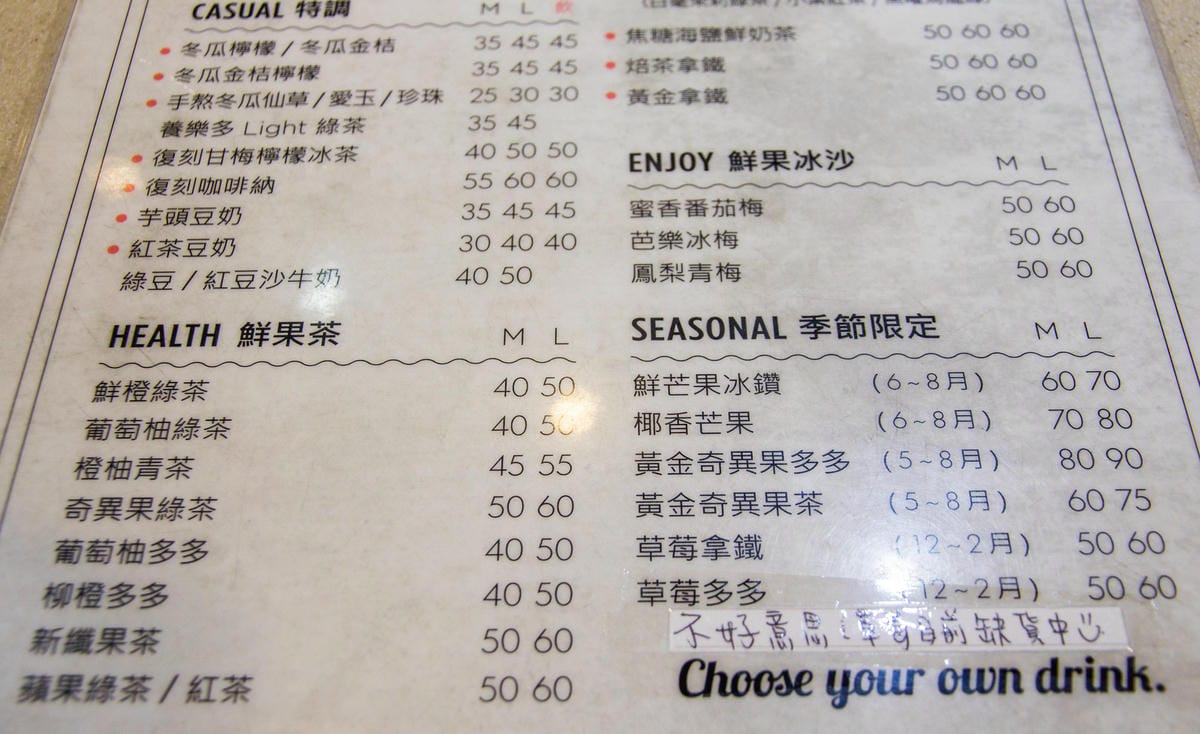 CASUAL 特調 M L 飲
• 冬瓜檸檬 / 冬瓜金桔 35 45 45
• 冬瓜金桔檸檬 35 45 45
• 手熬冬瓜仙草 / 愛玉 / 珍珠 25 30 30
養樂多 Light 綠茶 35 45
• 復刻甘梅檸檬冰茶 40 50 50
• 復刻咖啡納 55 60 60
• 芋頭豆奶 35 45 45
• 紅茶豆奶 30 40 40
綠豆 / 紅豆沙牛奶 40 50
HEALTH 鮮果茶 M L
鮮橙綠茶 40 50
葡萄柚綠茶 40 50
橙柚青茶 45 55
奇異果綠茶 50 60
葡萄柚多多 40 50
柳橙多多 40 50
新纖果茶 50 60
蘋果綠茶 / 紅茶 50 60
• 焦糖海鹽鮮奶茶 50 60 60
• 焙茶拿鐵 50 60 60
• 黃金拿鐵 50 60 60
ENJOY 鮮果冰沙 M L
蜜香番茄梅 50 60
芭樂冰梅 50 60
鳳梨青梅 50 60
SEASONAL 季節限定 M L
鮮芒果冰鑽 (6~8月) 60 70
椰香芒果 (6~8月) 70 80
黃金奇異果多多 (5~8月) 80 90
黃金奇異果茶 (5~8月) 60 75
草莓拿鐵 (12~2月) 50 60
草莓多多 (12~2月) 50 60
不好意思 草莓目前缺貨中
Choose your own drink.